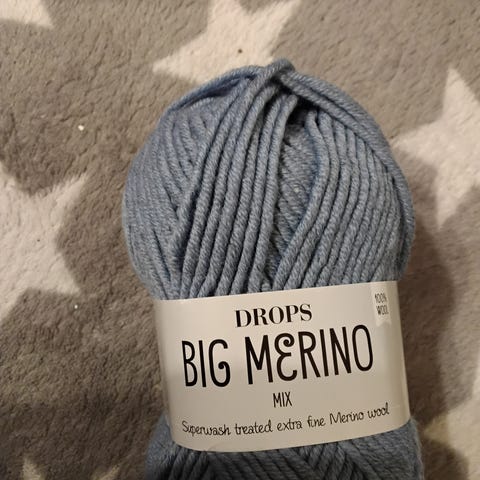 100%
WOOL
DROPS
BIG MERINO
MIX
Superwash treated extra fine Merino wool